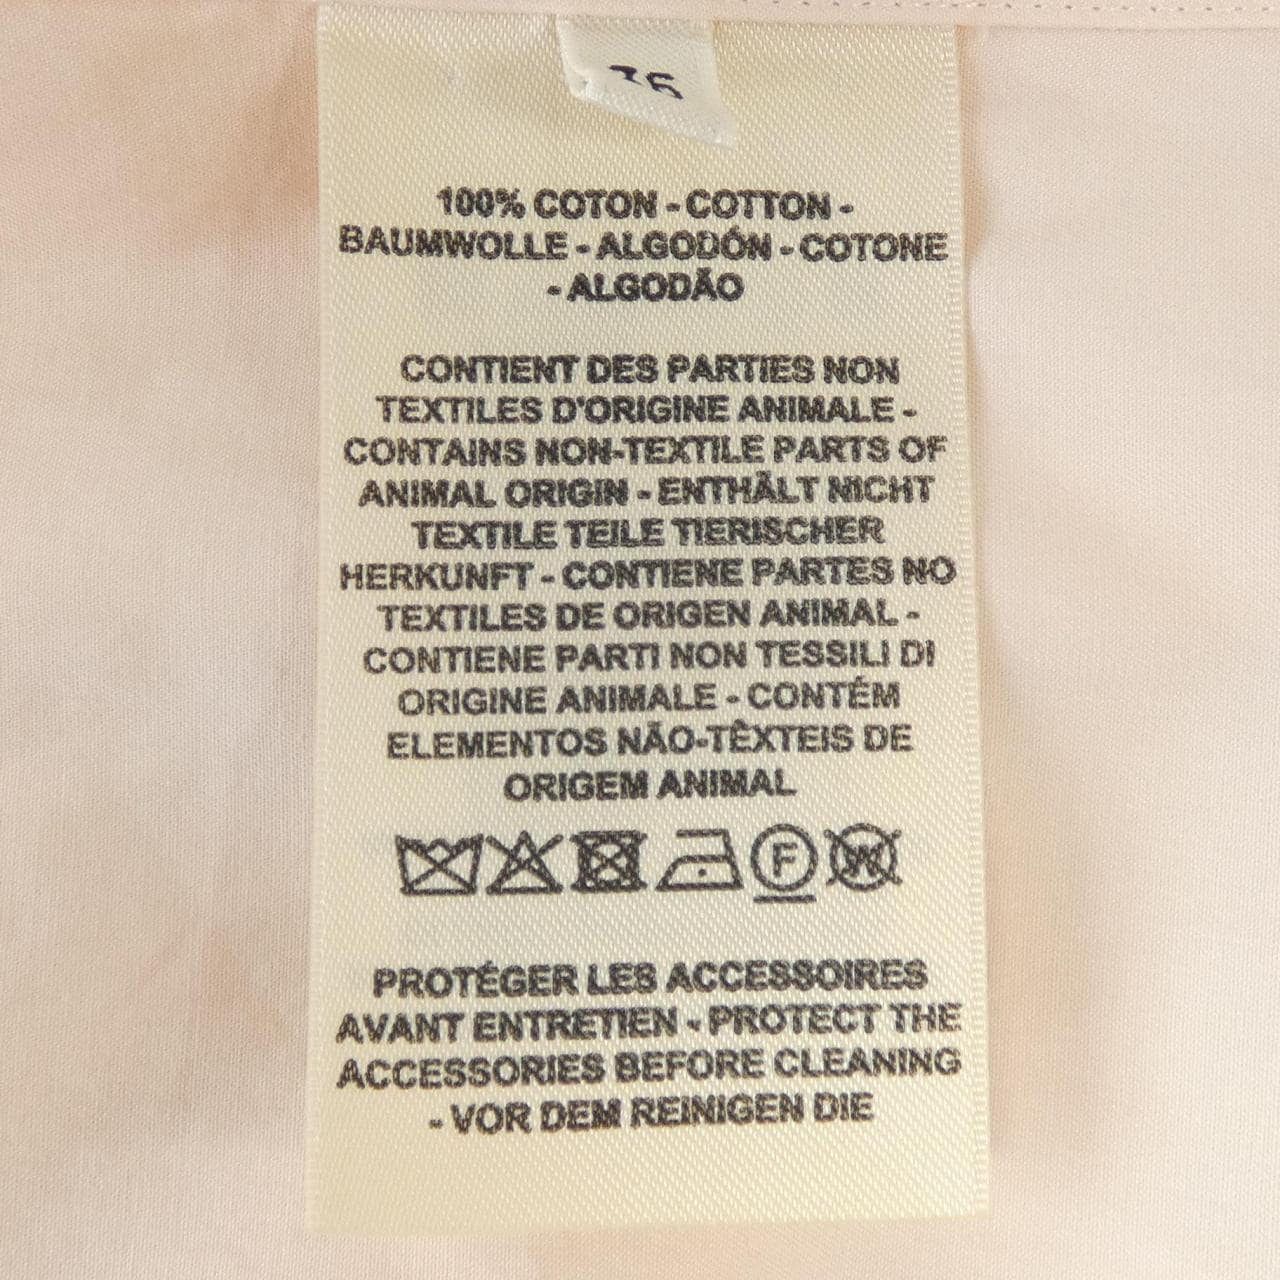 36
100% COTON - COTTON -
BAUMWOLLE - ALGODÓN - COTONE
- ALGODÃO
CONTIENT DES PARTIES NON
TEXTILES D'ORIGINE ANIMALE -
CONTAINS NON-TEXTILE PARTS OF
ANIMAL ORIGIN - ENTHÄLT NICHT
TEXTILE TEILE TIERISCHER
HERKUNFT - CONTIENE PARTES NO
TEXTILES DE ORIGEN ANIMAL -
CONTIENE PARTI NON TESSILI DI
ORIGINE ANIMALE - CONTÉM
ELEMENTOS NÃO-TÊXTEIS DE
ORIGEM ANIMAL
F W
PROTÉGER LES ACCESSOIRES
AVANT ENTRETIEN - PROTECT THE
ACCESSORIES BEFORE CLEANING
- VOR DEM REINIGEN DIE